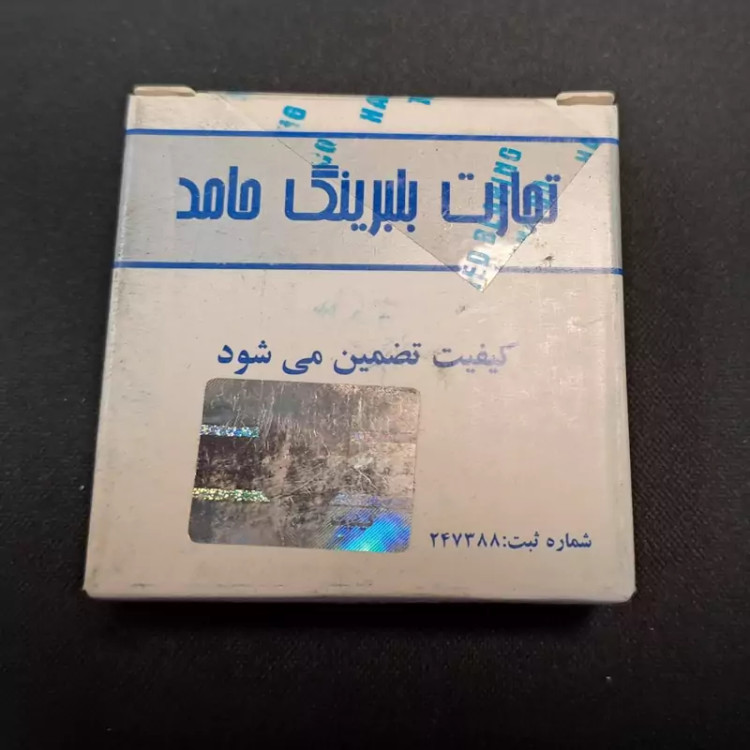 تجارت بلبرینگ حامد
کیفیت تضمین می شود
شماره ثبت:۲۴۷۳۸۸